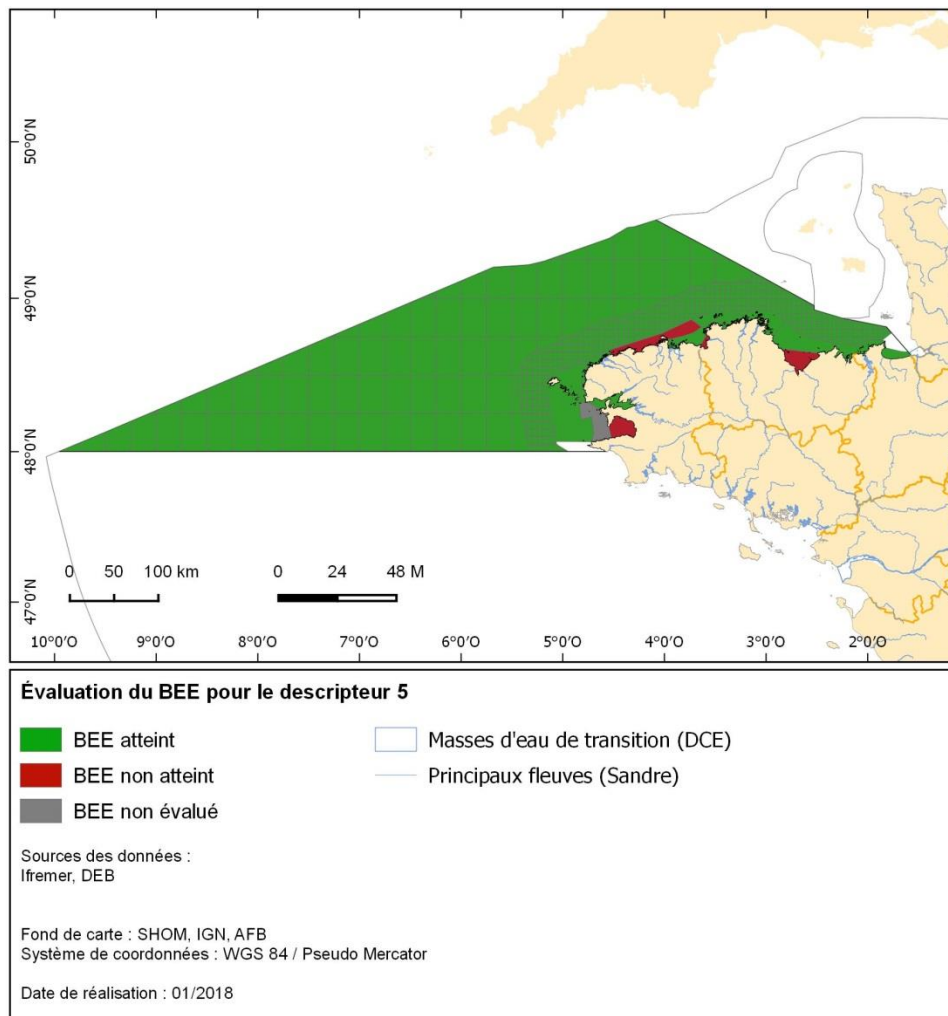 50°0'N
49°0'N
48°0'N
47°0'N
0 50 100 km
0 24 48 M
10°0'O 9°0'O 8°0'O 7°0'O 6°0'O 5°0'O 4°0'O 3°0'O 2°0'O
Évaluation du BEE pour le descripteur 5
BEE atteint
BEE non atteint
BEE non évalué
Masses d'eau de transition (DCE)
Principaux fleuves (Sandre)
Sources des données :
Ifremer, DEB
Fond de carte : SHOM, IGN, AFB
Système de coordonnées : WGS 84 / Pseudo Mercator
Date de réalisation : 01/2018